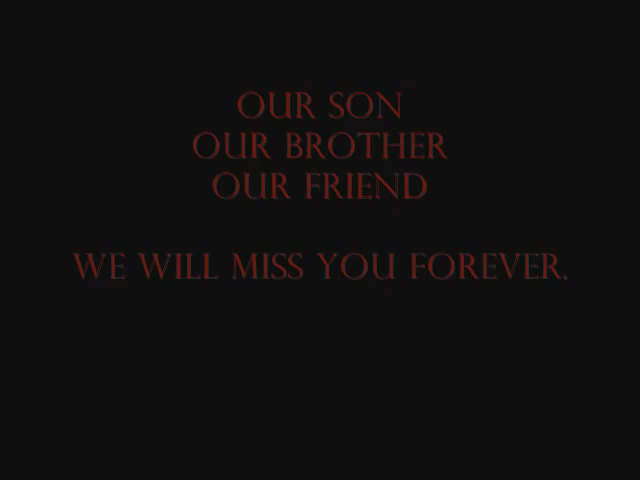 OUR SON
OUR BROTHER
OUR FRIEND
WE WILL MISS YOU FOREVER.